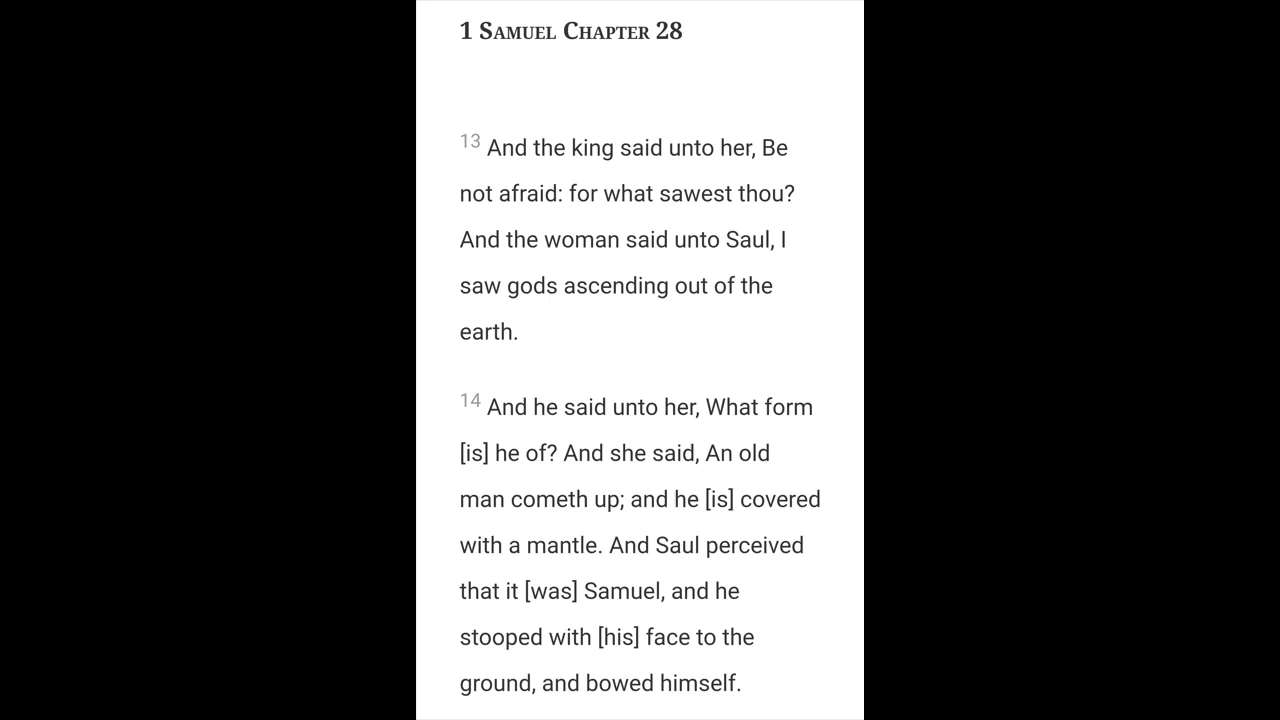 1 Samuel Chapter 28
13 And the king said unto her, Be
not afraid: for what sawest thou?
And the woman said unto Saul, I
saw gods ascending out of the
earth.
14 And he said unto her, What form
[is] he of? And she said, An old
man cometh up; and he [is] covered
with a mantle. And Saul perceived
that it [was] Samuel, and he
stooped with [his] face to the
ground, and bowed himself.